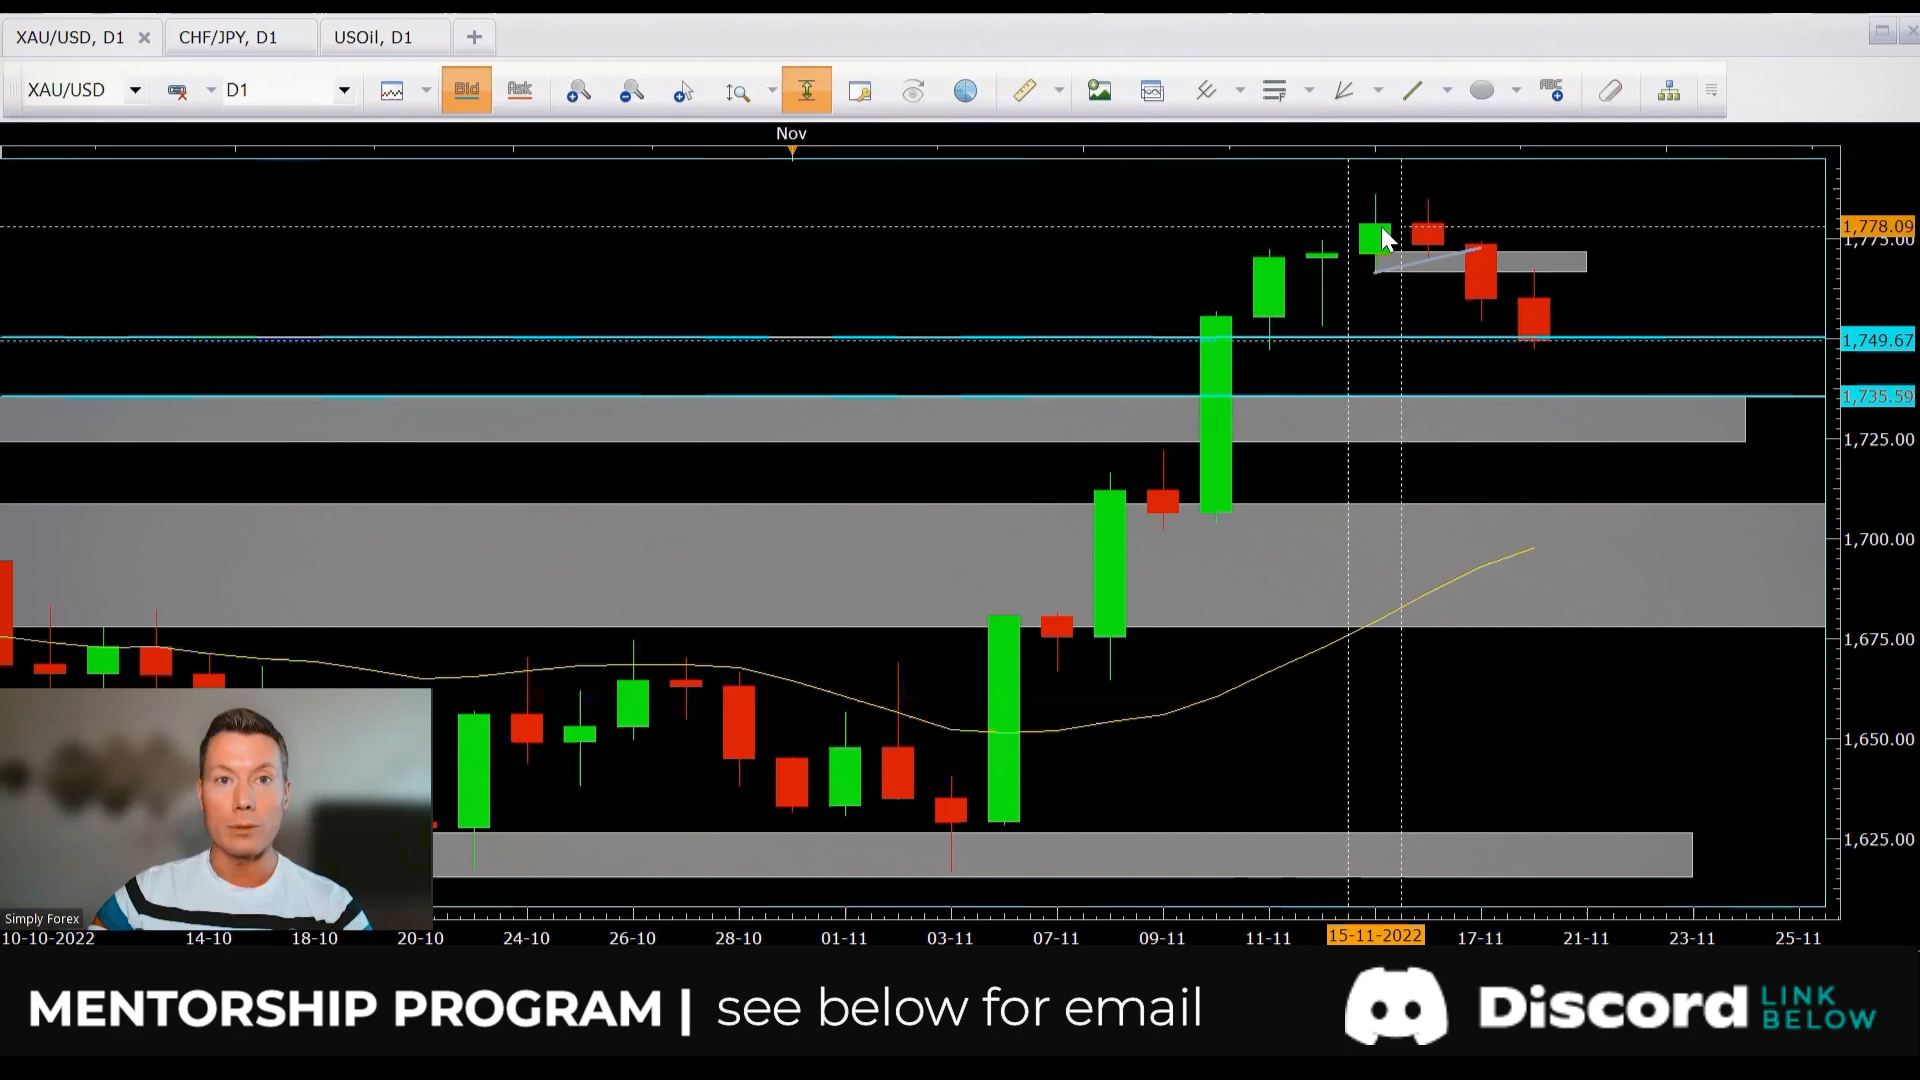 XAU/USD, D1
CHF/JPY, D1
USOil, D1
XAU/USD
D1
Bid
Ask
ABC
Nov
1,778.09
1,775.00
1,749.67
1,735.59
1,725.00
1,700.00
1,675.00
1,650.00
1,625.00
Simply Forex
10-10-2022
14-10
18-10
20-10
24-10
26-10
28-10
01-11
03-11
07-11
09-11
11-11
15-11-2022
17-11
21-11
23-11
25-11
MENTORSHIP PROGRAM | see below for email
Discord
LINK
BELOW